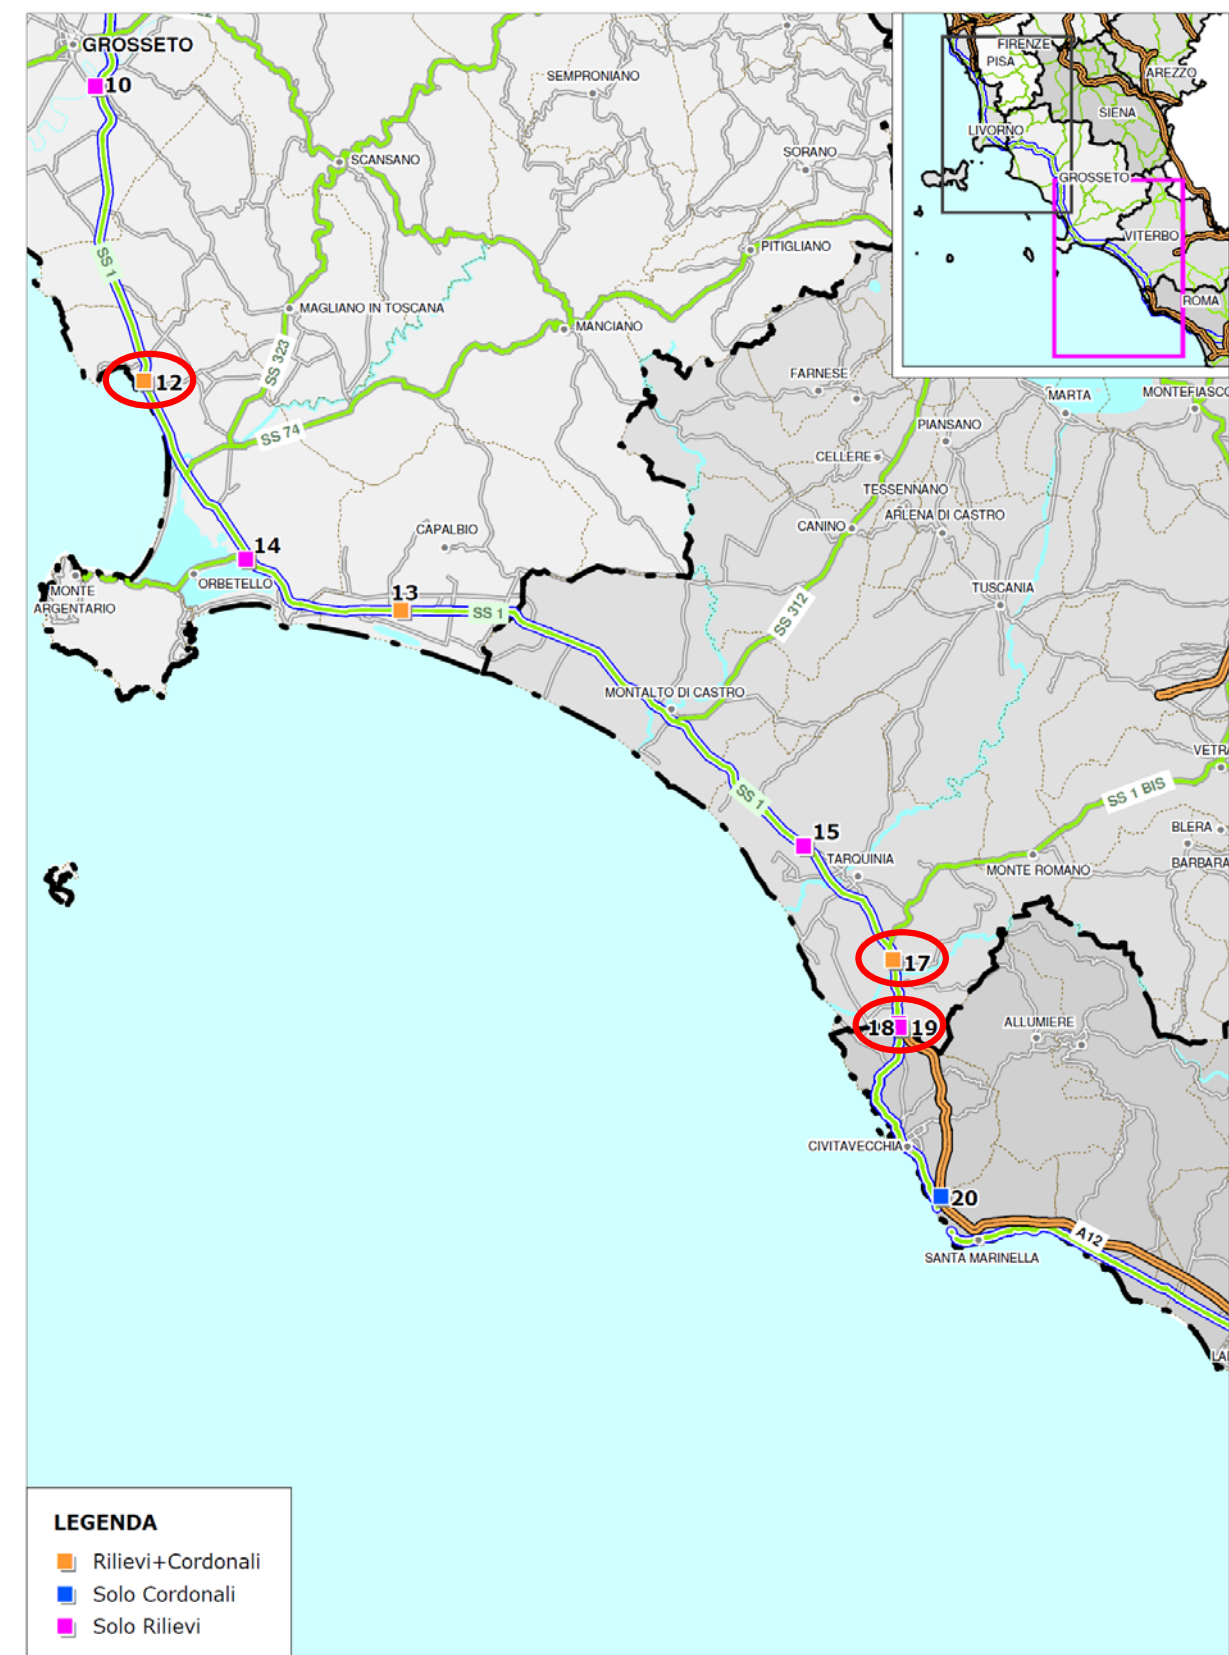 GROSSETO
10
SEMPRONIANO
SCANSANO
SORANO
PITIGLIANO
SS 1
MAGLIANO IN TOSCANA
MANCIANO
SS 323
12
SS 74
FIRENZE
PISA
AREZZO
SIENA
LIVORNO
GROSSETO
VITERBO
ROMA
FARNESE
MARTA
PIANSANO
CELLERE
TESSENNANO
CANINO
ARLENA DI CASTRO
CAPALBIO
14
ORBETELLO
MONTE
ARGENTARIO
13
SS 1
TUSCANIA
SS 312
MONTALTO DI CASTRO
SS 1
SS 1 BIS
15
TARQUINIA
BLERA
MONTE ROMANO
BARBARA
17
18
19
ALLUMIERE
CIVITAVECCHIA
20
A12
SANTA MARINELLA
LEGENDA
Rilievi+Cordonali
Solo Cordonali
Solo Rilievi